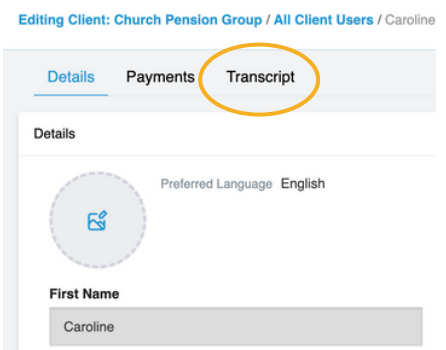 Editing Client: Church Pension Group / All Client Users / Caroline
Details Payments Transcript
Details
Preferred Language English
First Name
Caroline